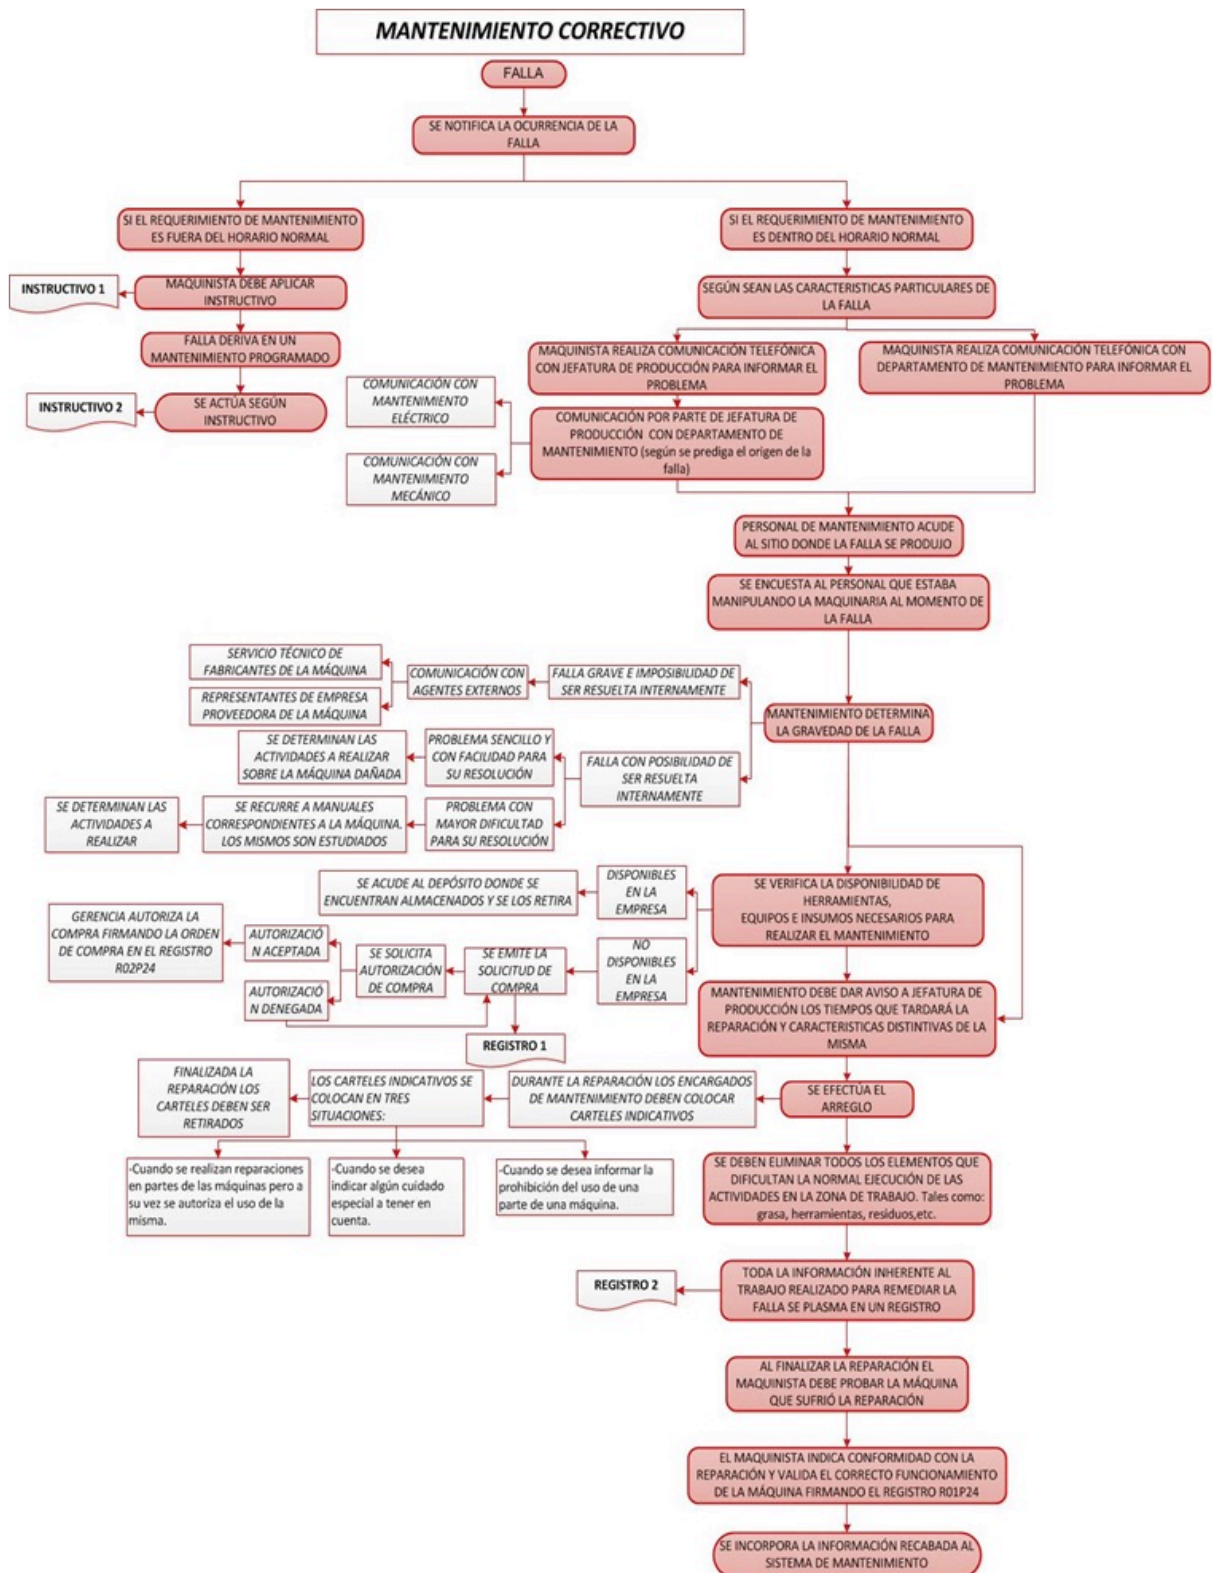 MANTENIMIENTO CORRECTIVO
FALLA
SE NOTIFICA LA OCURRENCIA DE LA
FALLA
SI EL REQUERIMIENTO DE MANTENIMIENTO
ES FUERA DEL HORARIO NORMAL
SI EL REQUERIMIENTO DE MANTENIMIENTO
ES DENTRO DEL HORARIO NORMAL
INSTRUCTIVO 1
MAQUINISTA DEBE APLICAR
INSTRUCTIVO
SEGÚN SEAN LAS CARACTERISTICAS PARTICULARES DE
LA FALLA
FALLA DERIVA EN UN
MANTENIMIENTO PROGRAMADO
MAQUINISTA REALIZA COMUNICACIÓN TELEFÓNICA
CON JEFATURA DE PRODUCCIÓN PARA INFORMAR EL
PROBLEMA
MAQUINISTA REALIZA COMUNICACIÓN TELEFÓNICA CON
DEPARTAMENTO DE MANTENIMIENTO PARA INFORMAR EL
PROBLEMA
INSTRUCTIVO 2
SE ACTÚA SEGÚN
INSTRUCTIVO
COMUNICACIÓN CON
MANTENIMIENTO
ELÉCTRICO
COMUNICACIÓN POR PARTE DE JEFATURA DE
PRODUCCIÓN CON DEPARTAMENTO DE
MANTENIMIENTO (según se prediga el origen de la
falla)
COMUNICACIÓN CON
MANTENIMIENTO
MECÁNICO
PERSONAL DE MANTENIMIENTO ACUDE
AL SITIO DONDE LA FALLA SE PRODUJO
SE ENCUESTA AL PERSONAL QUE ESTABA
MANIPULANDO LA MAQUINARIA AL MOMENTO DE
LA FALLA
SERVICIO TÉCNICO DE
FABRICANTES DE LA MÁQUINA
COMUNICACIÓN CON
AGENTES EXTERNOS
FALLA GRAVE E IMPOSIBILIDAD DE
SER RESUELTA INTERNAMENTE
REPRESENTANTES DE EMPRESA
PROVEEDORA DE LA MÁQUINA
MANTENIMIENTO DETERMINA
LA GRAVEDAD DE LA FALLA
SE DETERMINAN LAS
ACTIVIDADES A REALIZAR
SOBRE LA MÁQUINA DAÑADA
PROBLEMA SENCILLO Y
CON FACILIDAD PARA
SU RESOLUCIÓN
FALLA CON POSIBILIDAD DE
SER RESUELTA
INTERNAMENTE
SE DETERMINAN LAS
ACTIVIDADES A
REALIZAR
SE RECURRE A MANUALES
CORRESPONDIENTES A LA MÁQUINA.
LOS MISMOS SON ESTUDIADOS
PROBLEMA CON
MAYOR DIFICULTAD
PARA SU RESOLUCIÓN
SE ACUDE AL DEPÓSITO DONDE SE
ENCUENTRAN ALMACENADOS Y SE LOS RETIRA
DISPONIBLES
EN LA
EMPRESA
SE VERIFICA LA DISPONIBILIDAD DE
HERRAMIENTAS,
EQUIPOS E INSUMOS NECESARIOS PARA
REALIZAR EL MANTENIMIENTO
GERENCIA AUTORIZA LA
COMPRA FIRMANDO LA ORDEN
DE COMPRA EN EL REGISTRO
R02P24
AUTORIZACIÓ
N ACEPTADA
SE SOLICITA
AUTORIZACIÓN
DE COMPRA
SE EMITE LA
SOLICITUD DE
COMPRA
NO
DISPONIBLES
EN LA
EMPRESA
AUTORIZACIÓ
N DENEGADA
MANTENIMIENTO DEBE DAR AVISO A JEFATURA DE
PRODUCCIÓN LOS TIEMPOS QUE TARDARÁ LA
REPARACIÓN Y CARACTERISTICAS DISTINTIVAS DE LA
MISMA
REGISTRO 1
FINALIZADA LA
REPARACIÓN LOS
CARTELES DEBEN SER
RETIRADOS
LOS CARTELES INDICATIVOS SE
COLOCAN EN TRES
SITUACIONES:
DURANTE LA REPARACIÓN LOS ENCARGADOS
DE MANTENIMIENTO DEBEN COLOCAR
CARTELES INDICATIVOS
SE EFECTÚA EL
ARREGLO
-Cuando se realizan reparaciones
en partes de las máquinas pero a
su vez se autoriza el uso de la
misma.
-Cuando se desea
indicar algún cuidado
especial a tener en
cuenta.
-Cuando se desea informar la
prohibición del uso de una
parte de una máquina.
SE DEBEN ELIMINAR TODOS LOS ELEMENTOS QUE
DIFICULTAN LA NORMAL EJECUCIÓN DE LAS
ACTIVIDADES EN LA ZONA DE TRABAJO. Tales como:
grasa, herramientas, residuos,etc.
REGISTRO 2
TODA LA INFORMACIÓN INHERENTE AL
TRABAJO REALIZADO PARA REMEDIAR LA
FALLA SE PLASMA EN UN REGISTRO
AL FINALIZAR LA REPARACIÓN EL
MAQUINISTA DEBE PROBAR LA MÁQUINA
QUE SUFRIÓ LA REPARACIÓN
EL MAQUINISTA INDICA CONFORMIDAD CON LA
REPARACIÓN Y VALIDA EL CORRECTO FUNCIONAMIENTO
DE LA MÁQUINA FIRMANDO EL REGISTRO R01P24
SE INCORPORA LA INFORMACIÓN RECABADA AL
SISTEMA DE MANTENIMIENTO